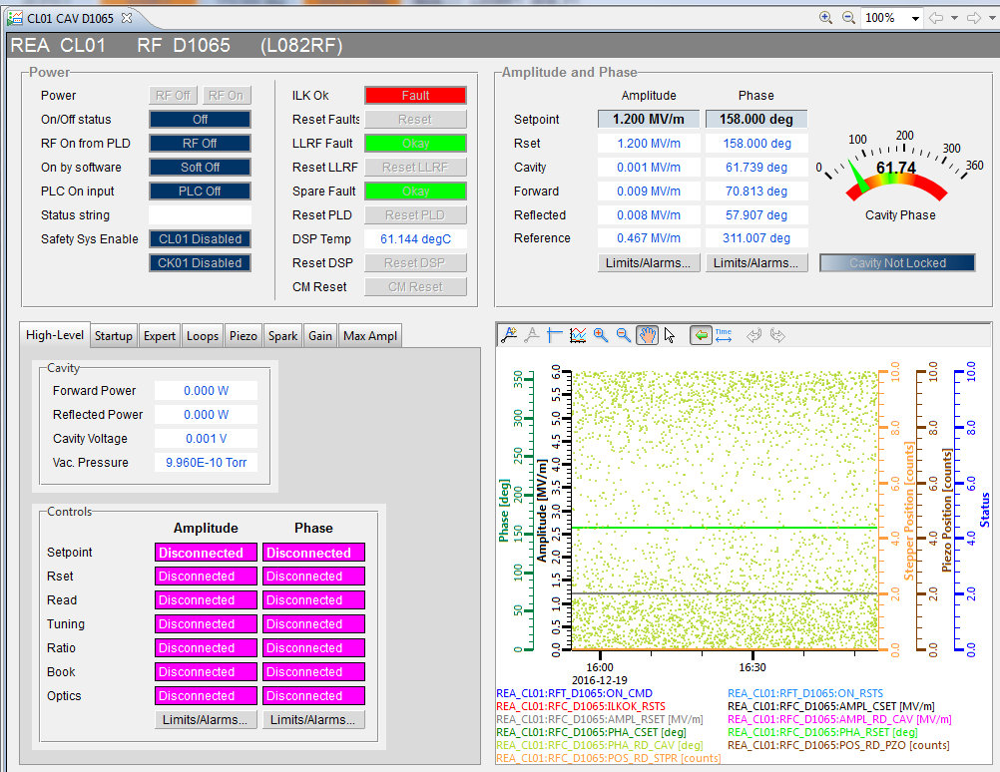 CL01 CAV D1065
100%
REA CL01 RF D1065 (L082RF)
Power
Power RF Off RF On
On/Off status Off
RF On from PLD RF Off
On by software Soft Off
PLC On input PLC Off
Status string
Safety Sys Enable CL01 Disabled
CK01 Disabled
ILK Ok Fault
Reset Faults Reset
LLRF Fault Okay
Reset LLRF Reset LLRF
Spare Fault Okay
Reset PLD Reset PLD
DSP Temp 61.144 degC
Reset DSP Reset DSP
CM Reset CM Reset
Amplitude and Phase
Amplitude Phase
Setpoint 1.200 MV/m 158.000 deg
Rset 1.200 MV/m 158.000 deg
Cavity 0.001 MV/m 61.739 deg
Forward 0.009 MV/m 70.813 deg
Reflected 0.008 MV/m 57.907 deg
Reference 0.467 MV/m 311.007 deg
Limits/Alarms... Limits/Alarms...
0 100 200 300 360
61.74
Cavity Phase
Cavity Not Locked
High-Level Startup Expert Loops Piezo Spark Gain Max Ampl
Cavity
Forward Power 0.000 W
Reflected Power 0.000 W
Cavity Voltage 0.001 V
Vac. Pressure 9.960E-10 Torr
Controls
Amplitude Phase
Setpoint Disconnected Disconnected
Rset Disconnected Disconnected
Read Disconnected Disconnected
Tuning Disconnected Disconnected
Ratio Disconnected Disconnected
Book Disconnected Disconnected
Optics Disconnected Disconnected
Limits/Alarms... Limits/Alarms...
Time
Phase [deg]
0 50 100 150 200 250 300 350
Amplitude [MV/m]
0.0 0.5 1.0 1.5 2.0 2.5 3.0 3.5 4.0 4.5 5.0 5.5 6.0
Stepper Position [counts]
0.0 2.0 4.0 6.0 8.0 10.0
Piezo Position [counts]
0.0 2.0 4.0 6.0 8.0 10.0
Status
0.0 2.0 4.0 6.0 8.0 10.0
16:00 16:30
2016-12-19
REA_CL01:RFT_D1065:ON_CMD REA_CL01:RFT_D1065:ON_RSTS
REA_CL01:RFC_D1065:ILKOK_RSTS REA_CL01:RFC_D1065:AMPL_CSET [MV/m]
REA_CL01:RFC_D1065:AMPL_RSET [MV/m] REA_CL01:RFC_D1065:AMPL_RD_CAV [MV/m]
REA_CL01:RFC_D1065:PHA_CSET [deg] REA_CL01:RFC_D1065:PHA_RSET [deg]
REA_CL01:RFC_D1065:PHA_RD_CAV [deg] REA_CL01:RFC_D1065:POS_RD_PZO [counts]
REA_CL01:RFC_D1065:POS_RD_STPR [counts]